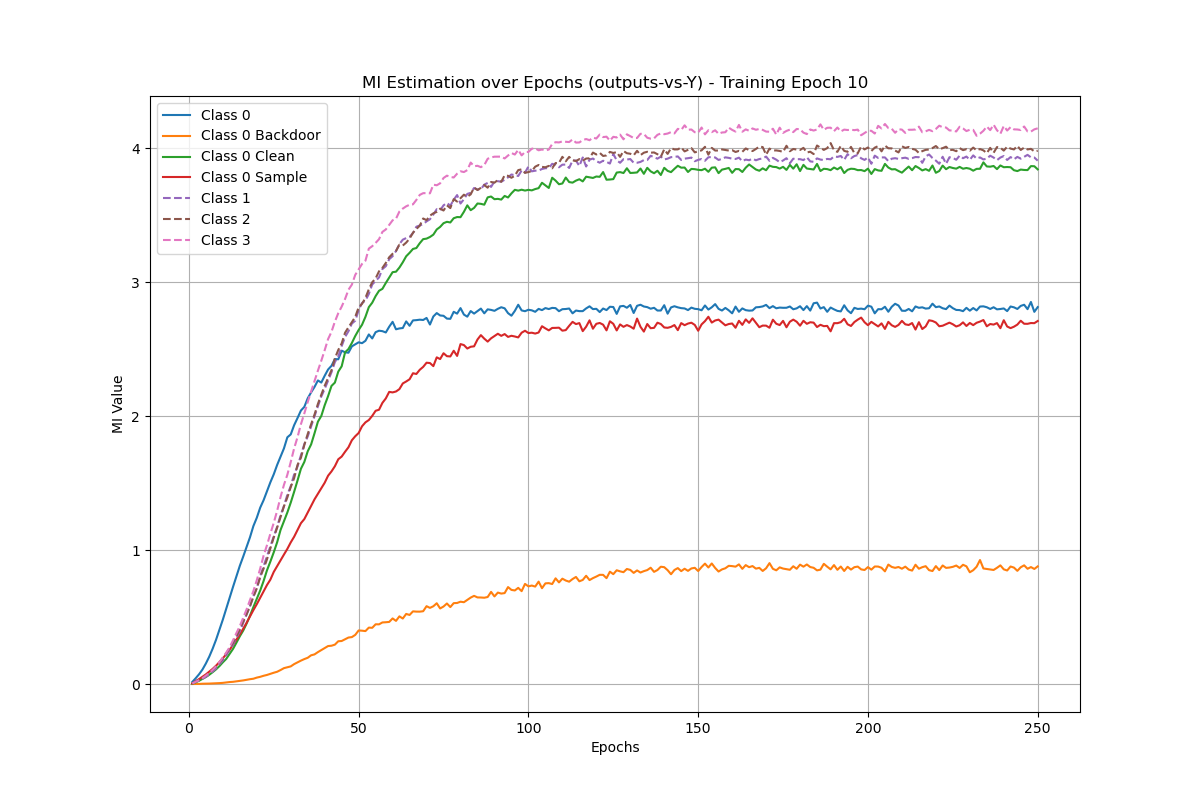 MI Estimation over Epochs (outputs-vs-Y) - Training Epoch 10
Class 0
Class 0 Backdoor
Class 0 Clean
Class 0 Sample
Class 1
Class 2
Class 3
MI Value
4
3
2
1
0
0 50 100 150 200 250
Epochs